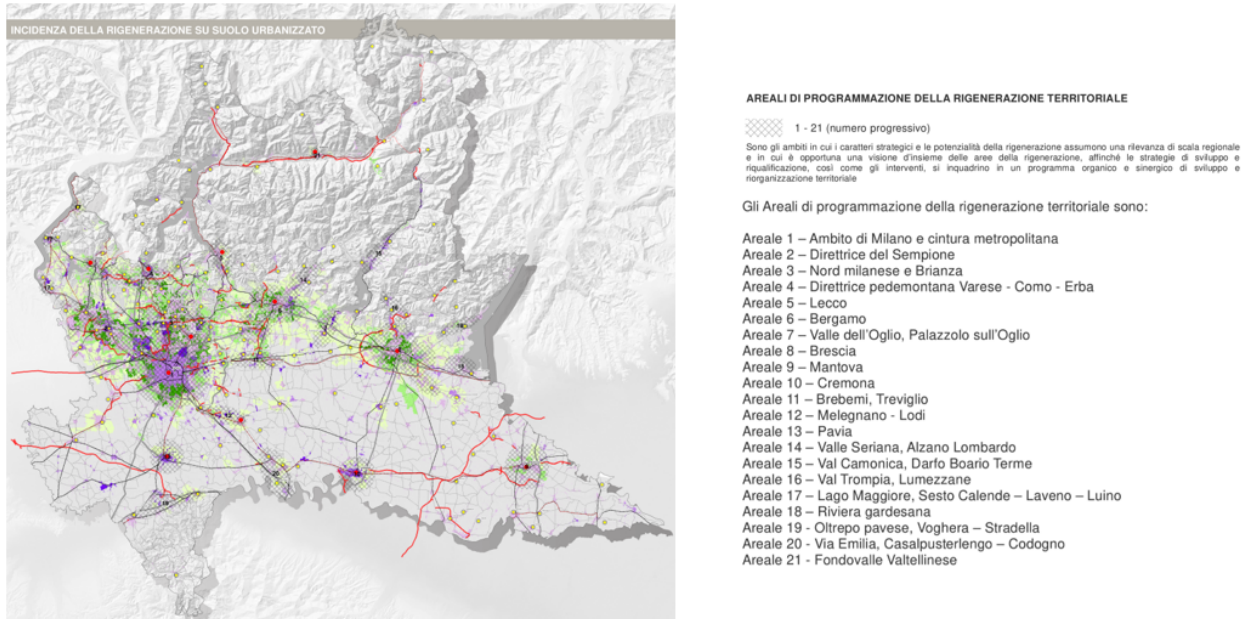 INCIDENZA DELLA RIGENERAZIONE SU SUOLO URBANIZZATO
AREALI DI PROGRAMMAZIONE DELLA RIGENERAZIONE TERRITORIALE
1 - 21 (numero progressivo)
Sono gli ambiti in cui i caratteri strategici e le potenzialità della rigenerazione assumono una rilevanza di scala regionale
e in cui è opportuna una visione d'insieme delle aree della rigenerazione, affinché le strategie di sviluppo e
riqualificazione, così come gli interventi, si inquadrino in un programma organico e sinergico di sviluppo e
riorganizzazione territoriale
Gli Areali di programmazione della rigenerazione territoriale sono:
Areale 1 – Ambito di Milano e cintura metropolitana
Areale 2 – Direttrice del Sempione
Areale 3 – Nord milanese e Brianza
Areale 4 – Direttrice pedemontana Varese - Como - Erba
Areale 5 – Lecco
Areale 6 – Bergamo
Areale 7 – Valle dell'Oglio, Palazzolo sull'Oglio
Areale 8 – Brescia
Areale 9 – Mantova
Areale 10 – Cremona
Areale 11 – Brebemi, Treviglio
Areale 12 – Melegnano - Lodi
Areale 13 – Pavia
Areale 14 – Valle Seriana, Alzano Lombardo
Areale 15 – Val Camonica, Darfo Boario Terme
Areale 16 – Val Trompia, Lumezzane
Areale 17 – Lago Maggiore, Sesto Calende – Laveno – Luino
Areale 18 – Riviera gardesana
Areale 19 - Oltrepo pavese, Voghera – Stradella
Areale 20 - Via Emilia, Casalpusterlengo – Codogno
Areale 21 - Fondovalle Valtellinese